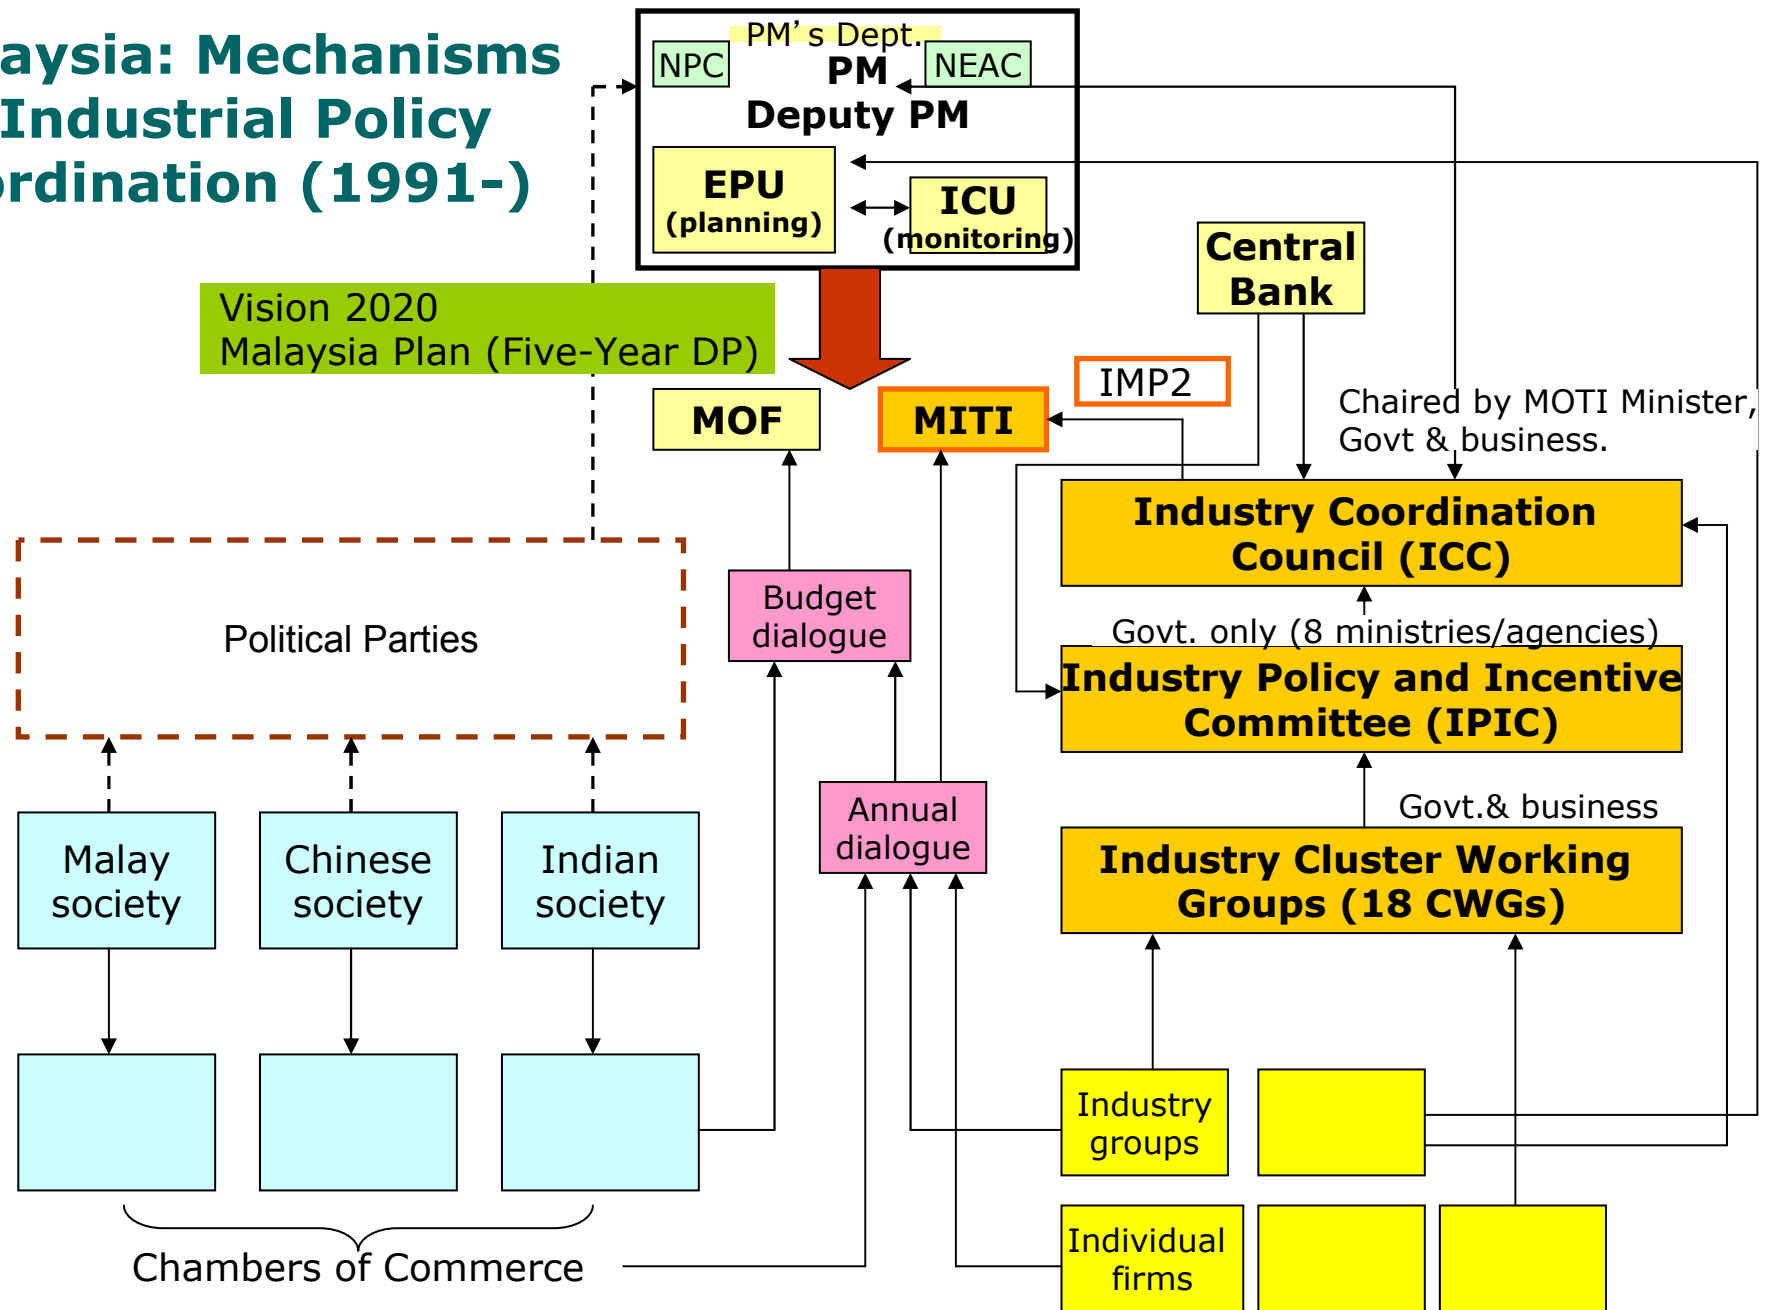 aysia: Mechanisms
Industrial Policy
ordination (1991-)
PM’s Dept.
NPC
PM
NEAC
Deputy PM
EPU
(planning)
ICU
(monitoring)
Central
Bank
Vision 2020
Malaysia Plan (Five-Year DP)
IMP2
MOF
MITI
Chaired by MOTI Minister,
Govt & business.
Industry Coordination
Council (ICC)
Budget
dialogue
Political Parties
Govt. only (8 ministries/agencies)
Industry Policy and Incentive
Committee (IPIC)
Annual
dialogue
Govt.& business
Malay
society
Chinese
society
Indian
society
Industry Cluster Working
Groups (18 CWGs)
Industry
groups
Chambers of Commerce
Individual
firms